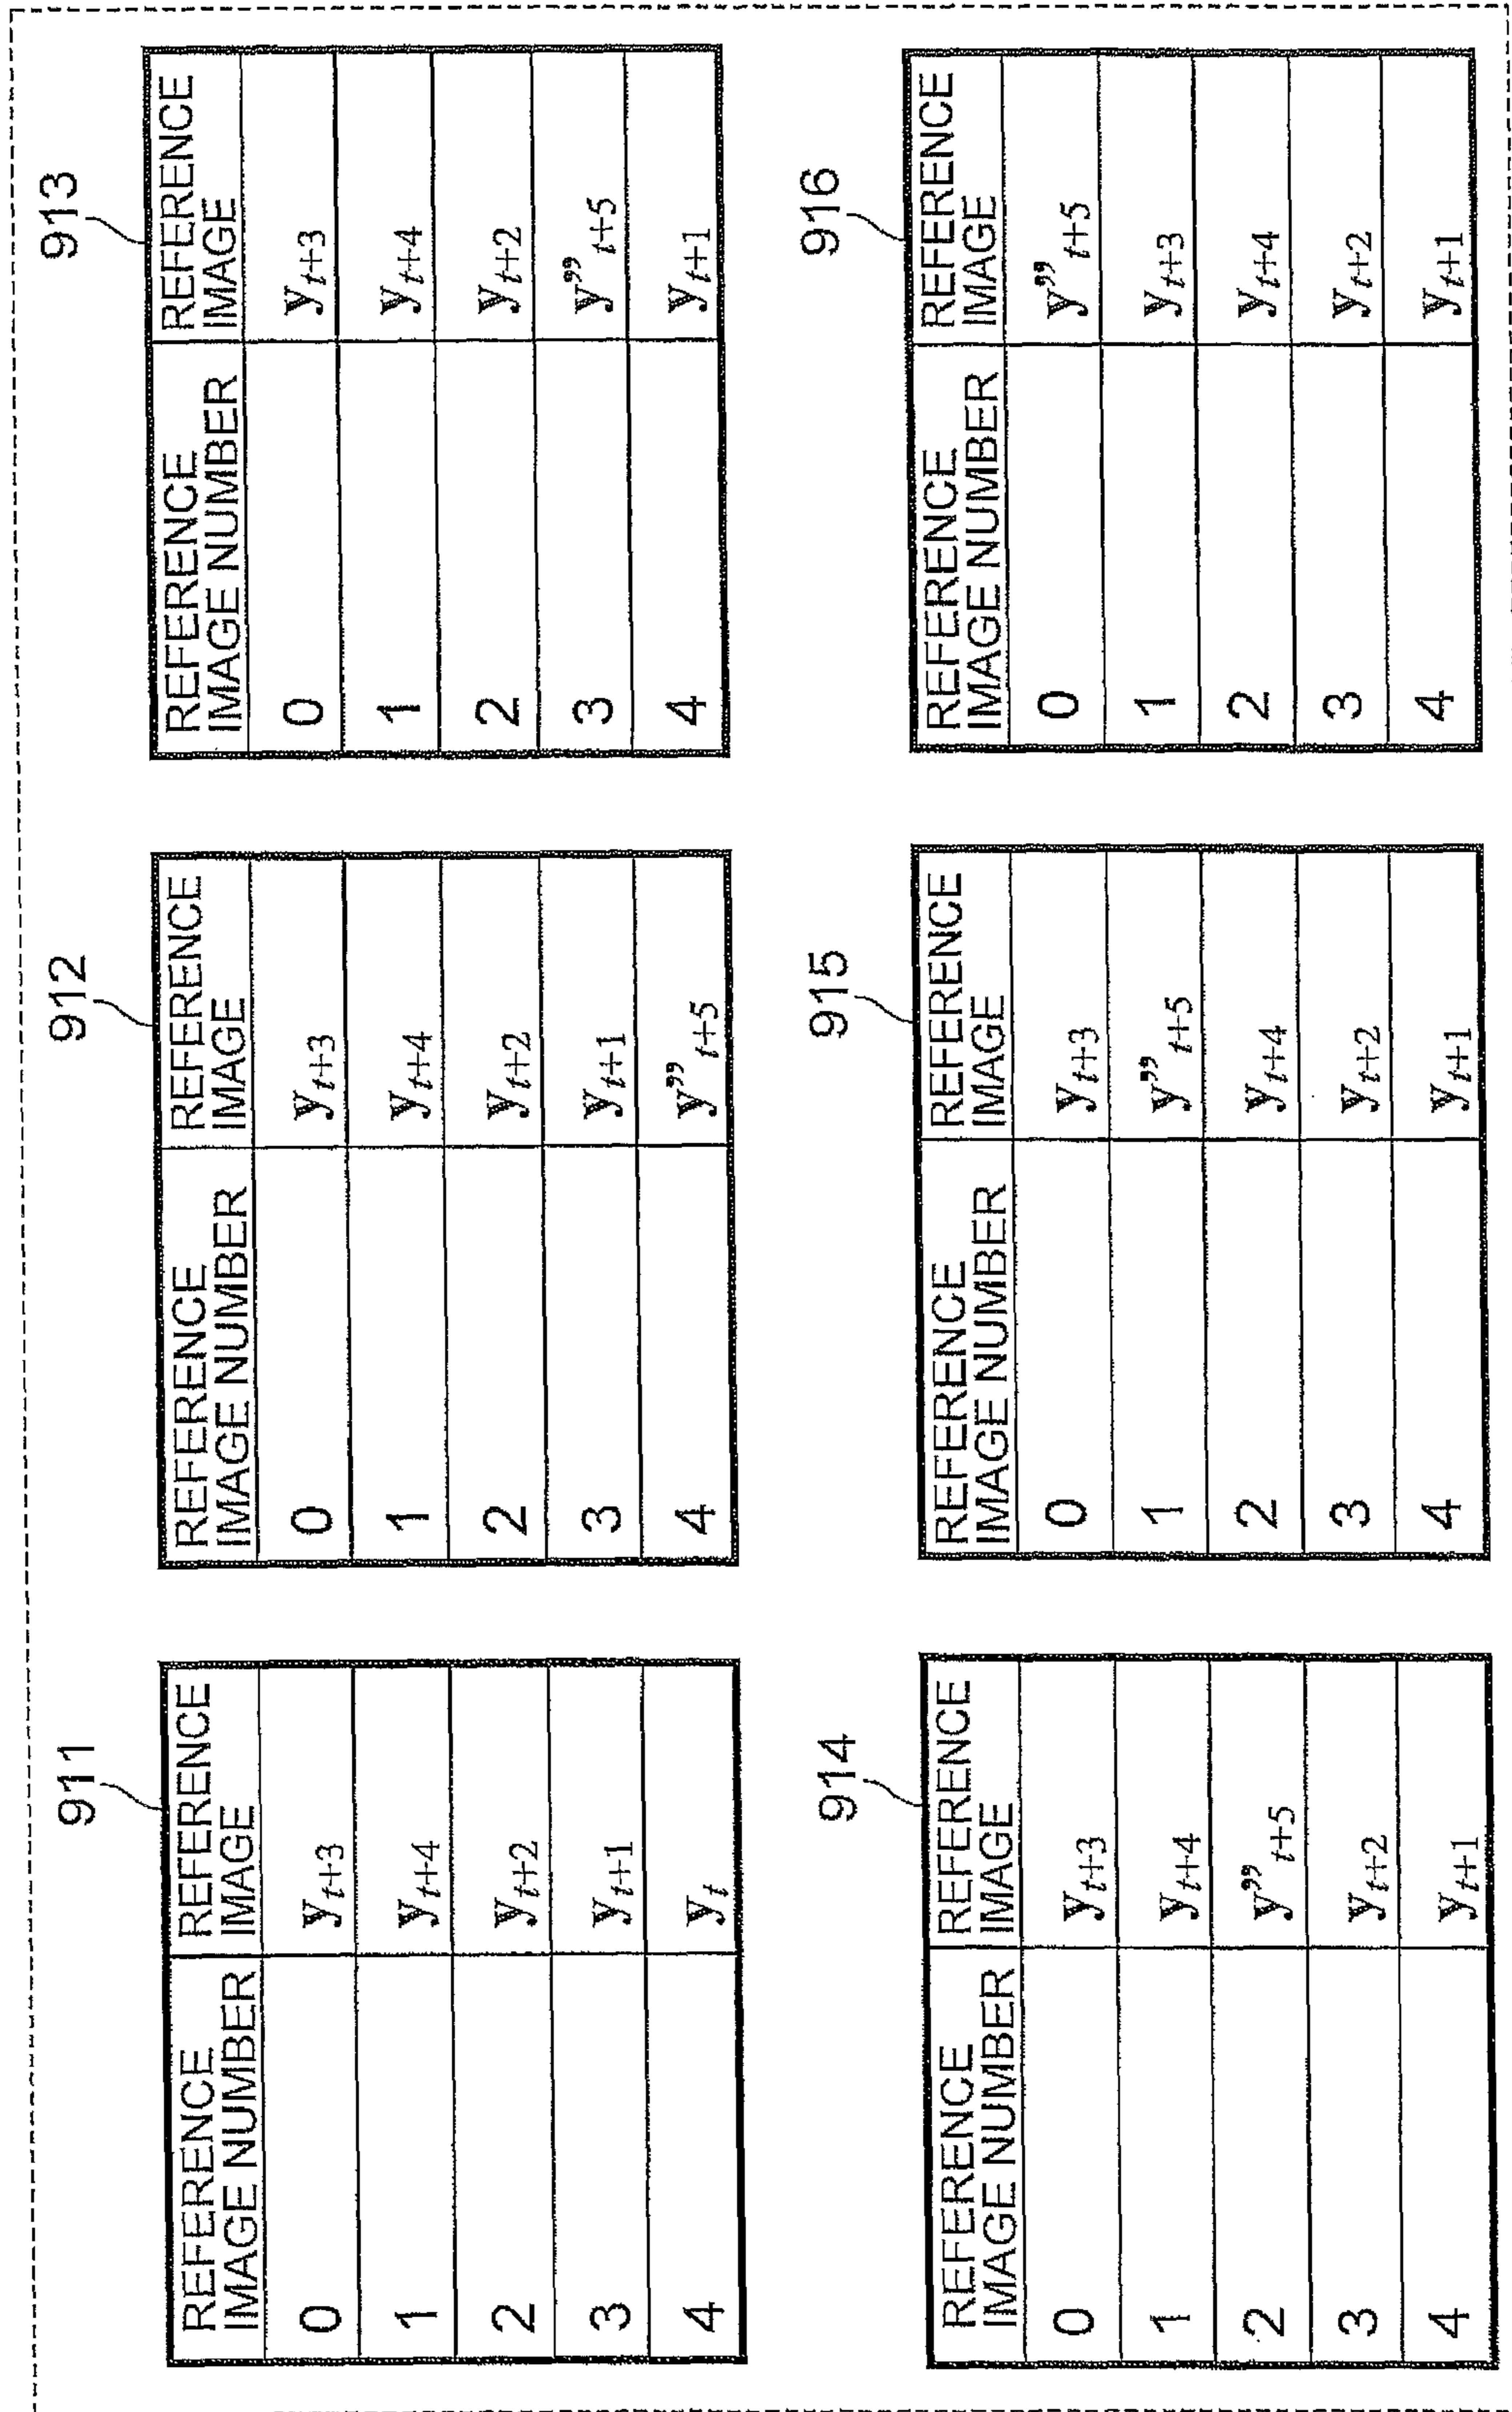 911
REFERENCE IMAGE NUMBER | REFERENCE IMAGE
0 | y_{t+3}
1 | y_{t+4}
2 | y_{t+2}
3 | y_{t+1}
4 | y_t
912
REFERENCE IMAGE NUMBER | REFERENCE IMAGE
0 | y_{t+3}
1 | y_{t+4}
2 | y_{t+2}
3 | y_{t+1}
4 | y”_{t+5}
913
REFERENCE IMAGE NUMBER | REFERENCE IMAGE
0 | y_{t+3}
1 | y_{t+4}
2 | y_{t+2}
3 | y”_{t+5}
4 | y_{t+1}
914
REFERENCE IMAGE NUMBER | REFERENCE IMAGE
0 | y_{t+3}
1 | y_{t+4}
2 | y”_{t+5}
3 | y_{t+2}
4 | y_{t+1}
915
REFERENCE IMAGE NUMBER | REFERENCE IMAGE
0 | y_{t+3}
1 | y”_{t+5}
2 | y_{t+4}
3 | y_{t+2}
4 | y_{t+1}
916
REFERENCE IMAGE NUMBER | REFERENCE IMAGE
0 | y”_{t+5}
1 | y_{t+3}
2 | y_{t+4}
3 | y_{t+2}
4 | y_{t+1}